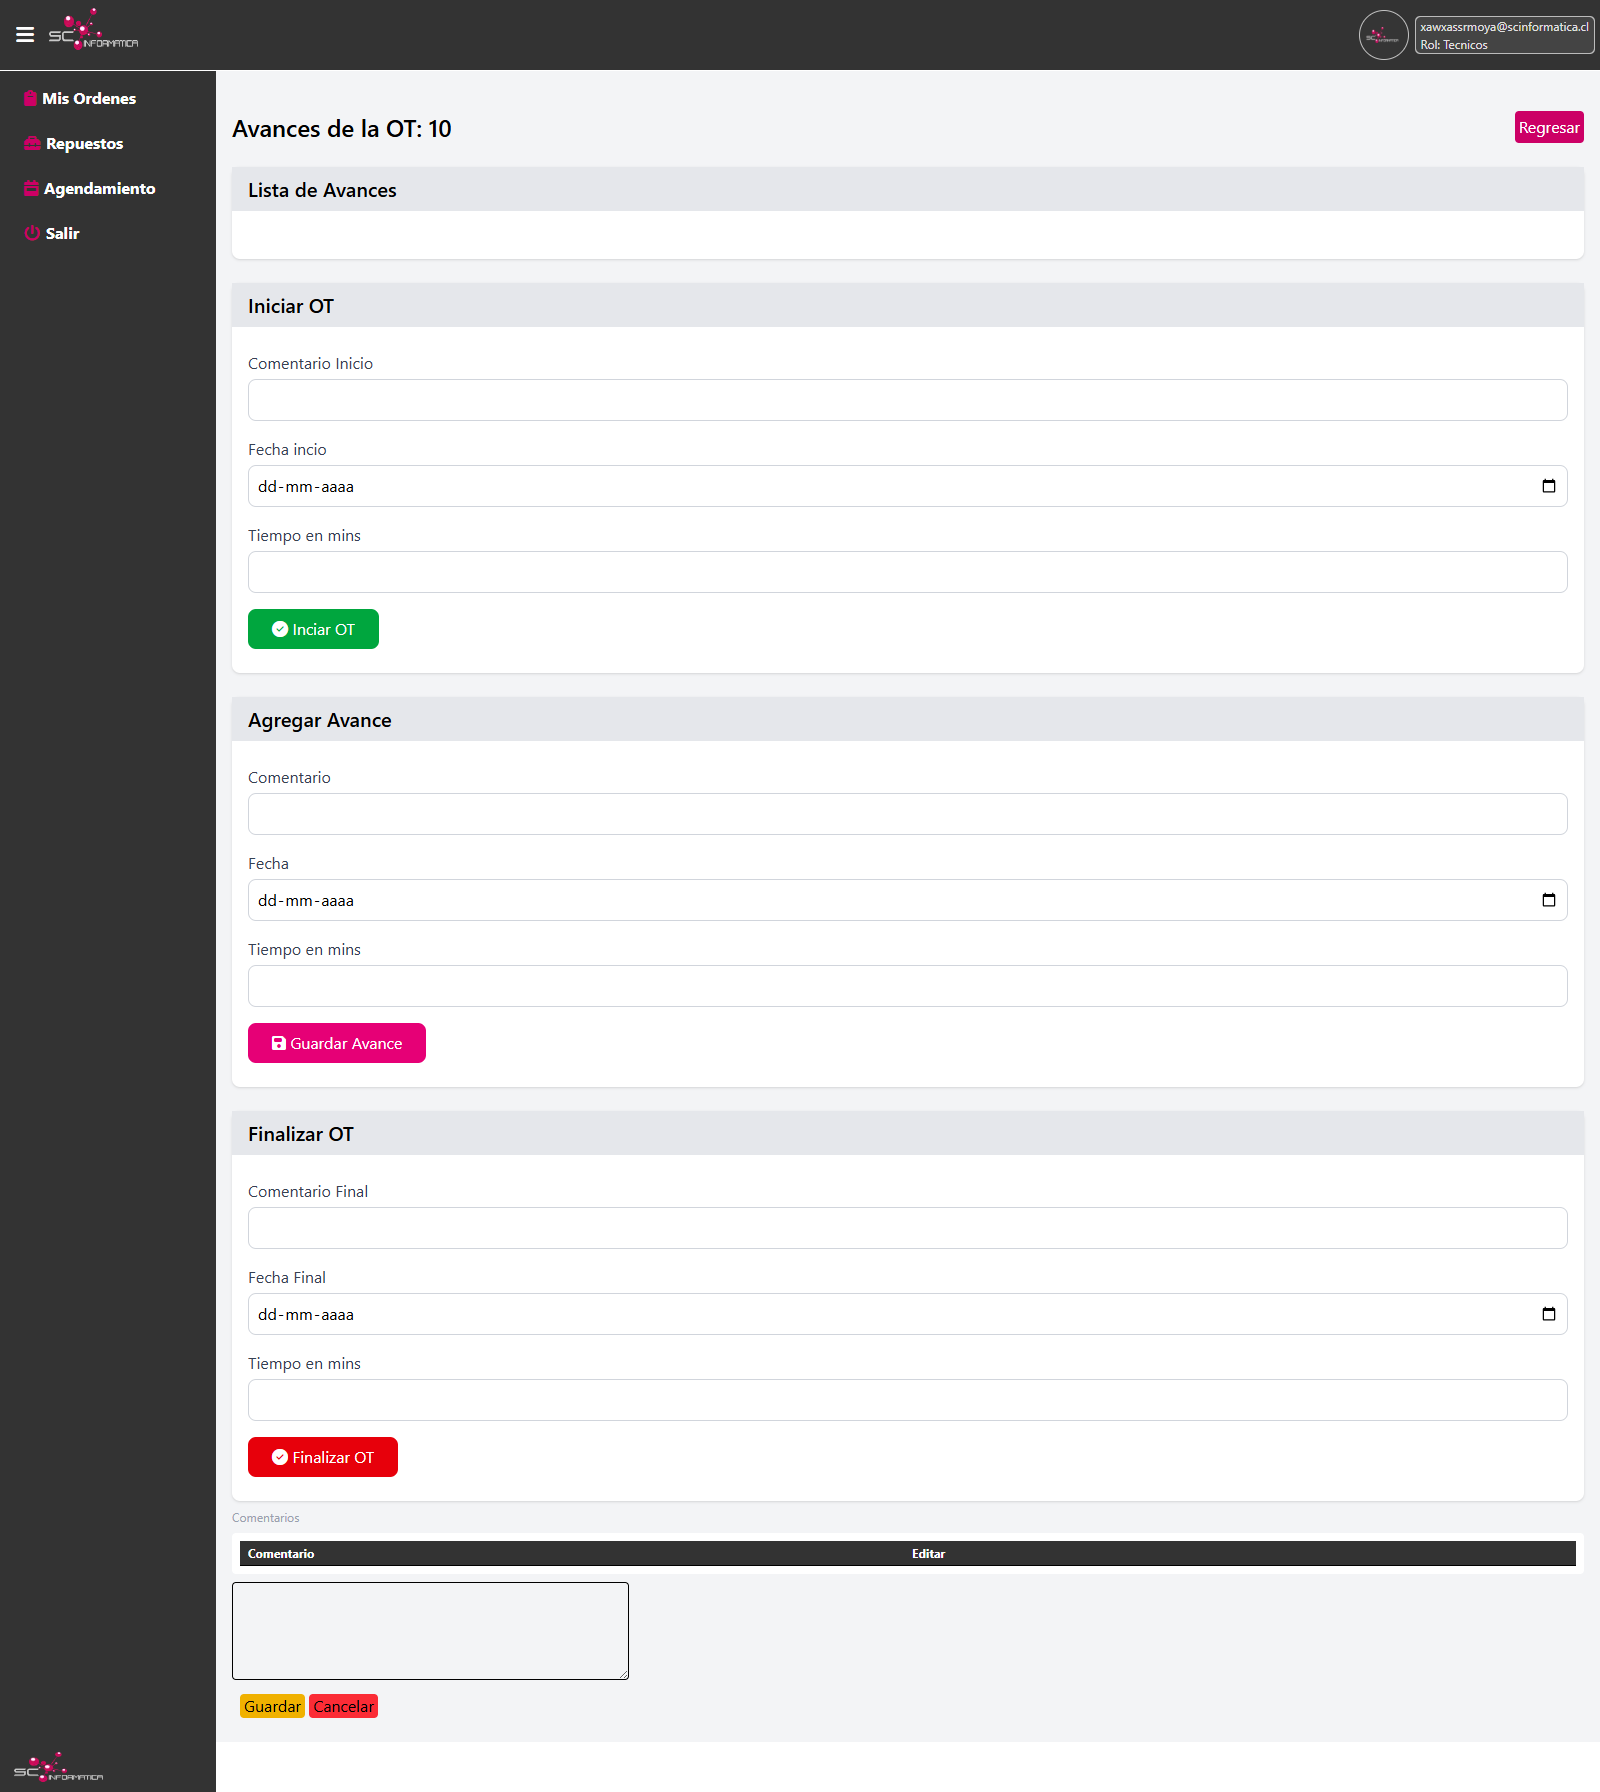 SC INFORMATICA
xawxassrmoya@scinformatica.cl
Rol: Tecnicos
Mis Ordenes
Repuestos
Agendamiento
Salir
Avances de la OT: 10
Regresar
Lista de Avances
Iniciar OT
Comentario Inicio
Fecha incio
dd-mm-aaaa
Tiempo en mins
Inciar OT
Agregar Avance
Comentario
Fecha
dd-mm-aaaa
Tiempo en mins
Guardar Avance
Finalizar OT
Comentario Final
Fecha Final
dd-mm-aaaa
Tiempo en mins
Finalizar OT
Comentarios
Comentario Editar
Guardar Cancelar
SC INFORMATICA